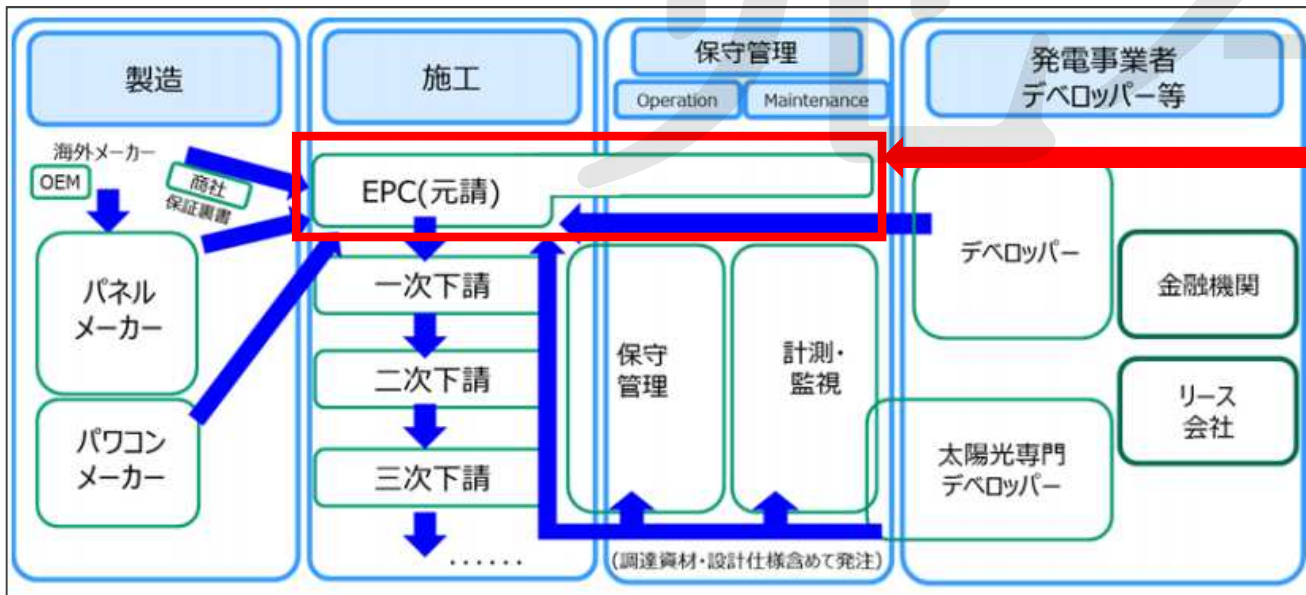 製造
施工
保守管理
Operation
Maintenance
発電事業者
デベロッパー等
海外メーカー
OEM
商社
保証裏書
パネル
メーカー
パワコン
メーカー
EPC(元請)
一次下請
二次下請
三次下請
……
保守
管理
計測・
監視
(調達資材・設計仕様含めて発注)
デベロッパー
太陽光専門
デベロッパー
金融機関
リース
会社